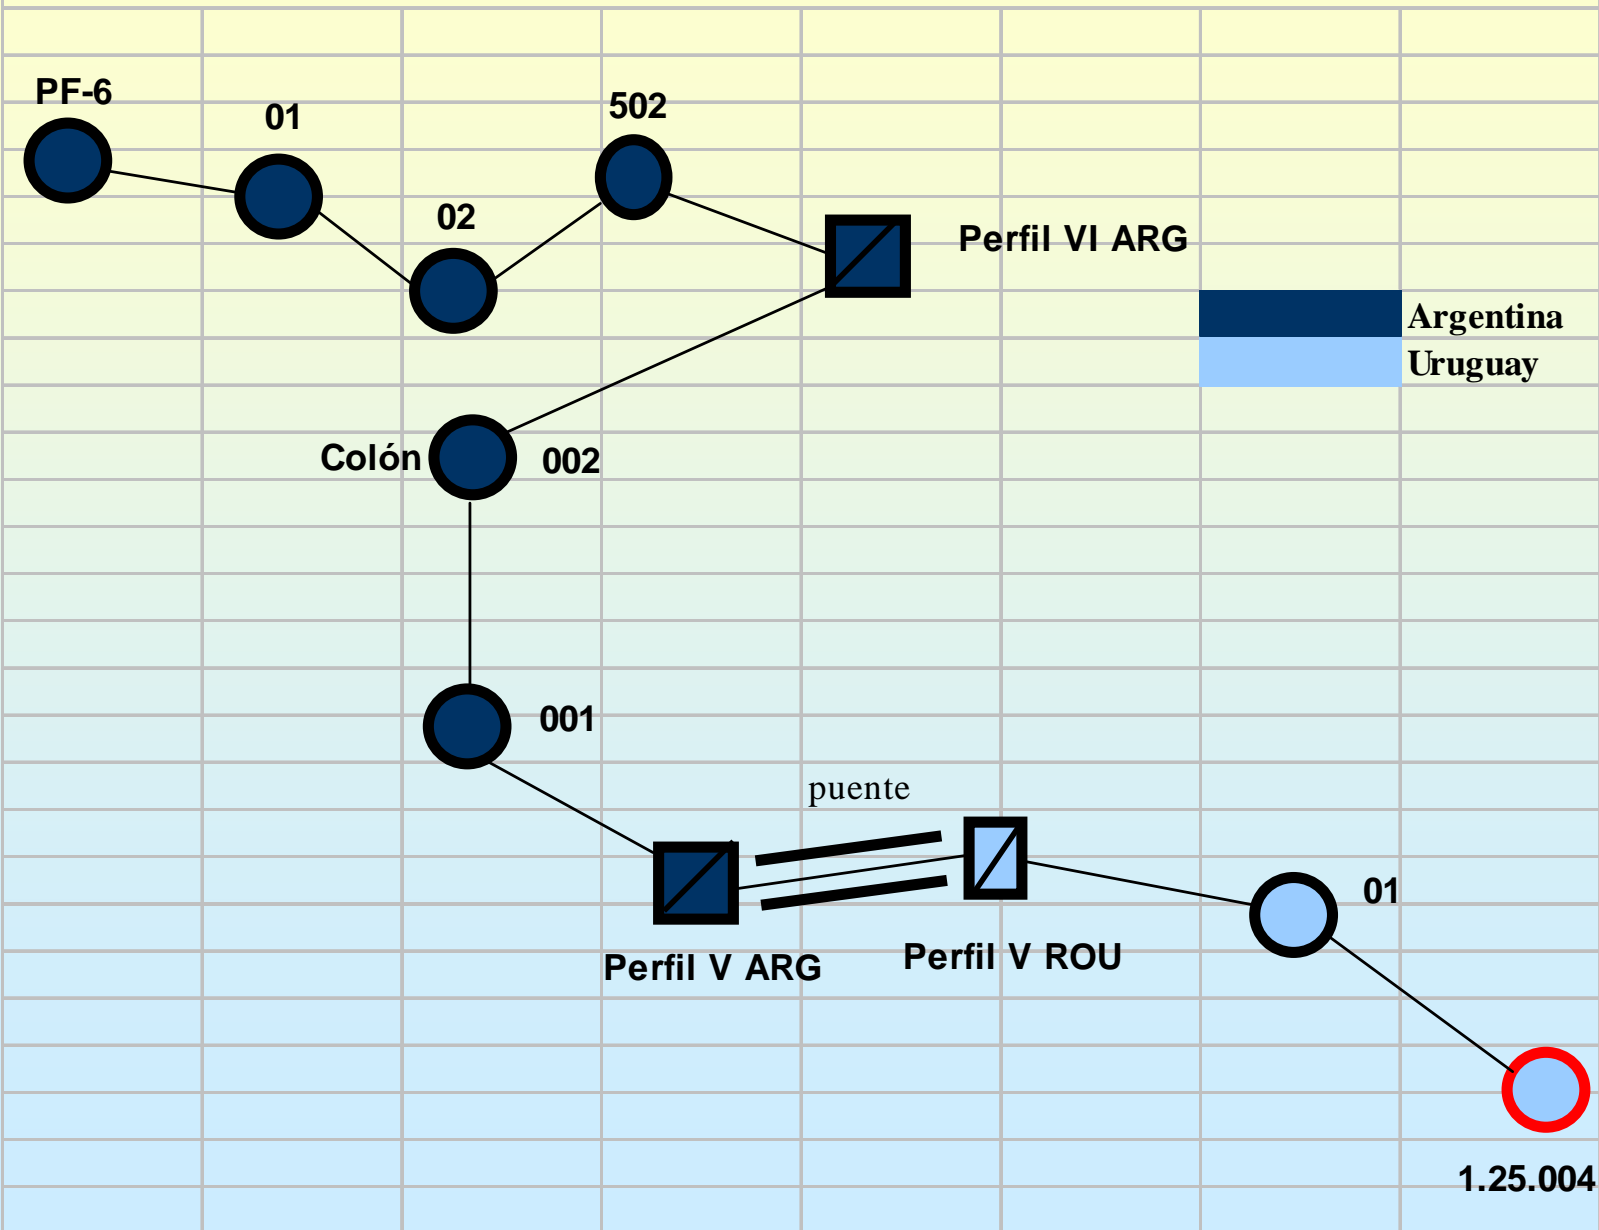 PF-6
01
502
02
Perfil VI ARG
Argentina
Uruguay
Colón
002
001
puente
01
Perfil V ARG
Perfil V ROU
1.25.004